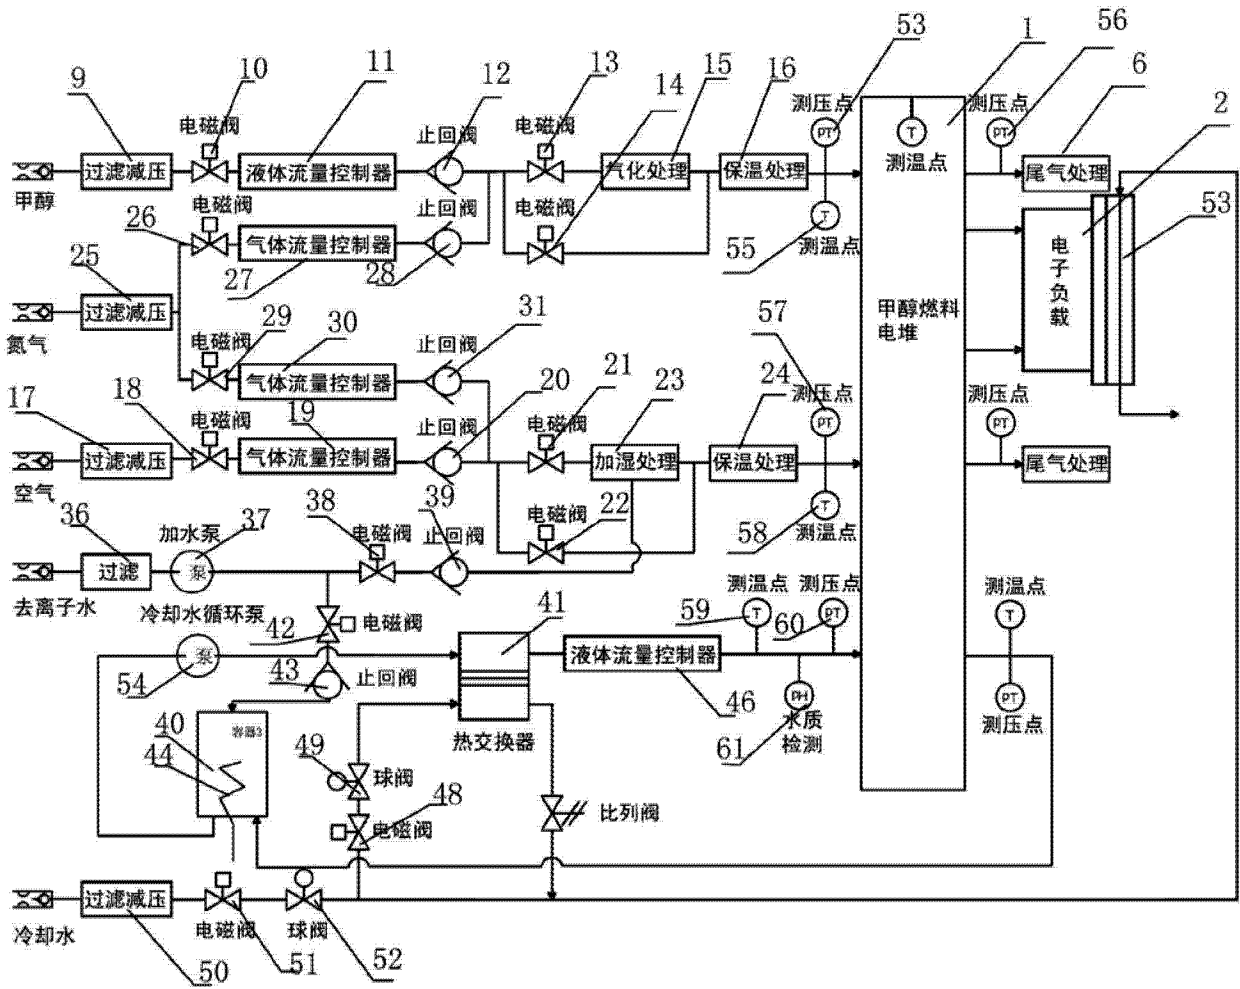 9
10
11
12
13
14
15
16
53
1
56
6
2
电磁阀
止回阀
电磁阀
测压点
测压点
过滤减压
液体流量控制器
气化处理
保温处理
PT
T
PT
测温点
尾气处理
甲醇
26
电磁阀
止回阀
电磁阀
53
25
气体流量控制器
27
28
T
55
测温点
过滤减压
氮气
电子负载
甲醇燃料
电堆
29
30
31
57
电磁阀
止回阀
气体流量控制器
17
18
电磁阀
19
止回阀
20
21
电磁阀
23
24
测压点
测压点
PT
PT
过滤减压
气体流量控制器
加湿处理
保温处理
尾气处理
空气
36
37
38
39
电磁阀
22
T
58
测温点
加水泵
电磁阀
止回阀
过滤
泵
去离子水
冷却水循环泵
42
电磁阀
41
测温点
测压点
测温点
59
T
60
PT
T
泵
54
43
止回阀
液体流量控制器
46
PH
61
水质
检测
PT
测压点
40
容器3
44
热交换器
49
球阀
48
电磁阀
比列阀
过滤减压
冷却水
电磁阀
球阀
50
51
52